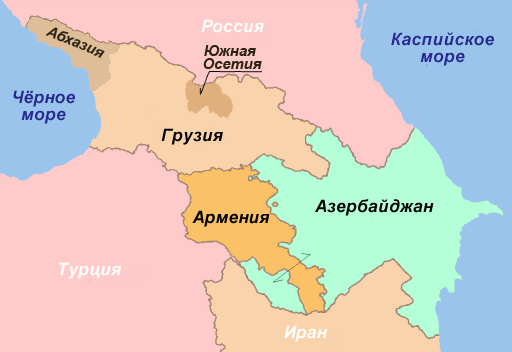 Россия
Абхазия
Южная
Осетия
Каспийское
море
Чёрное
море
Грузия
Армения
Азербайджан
Турция
Иран